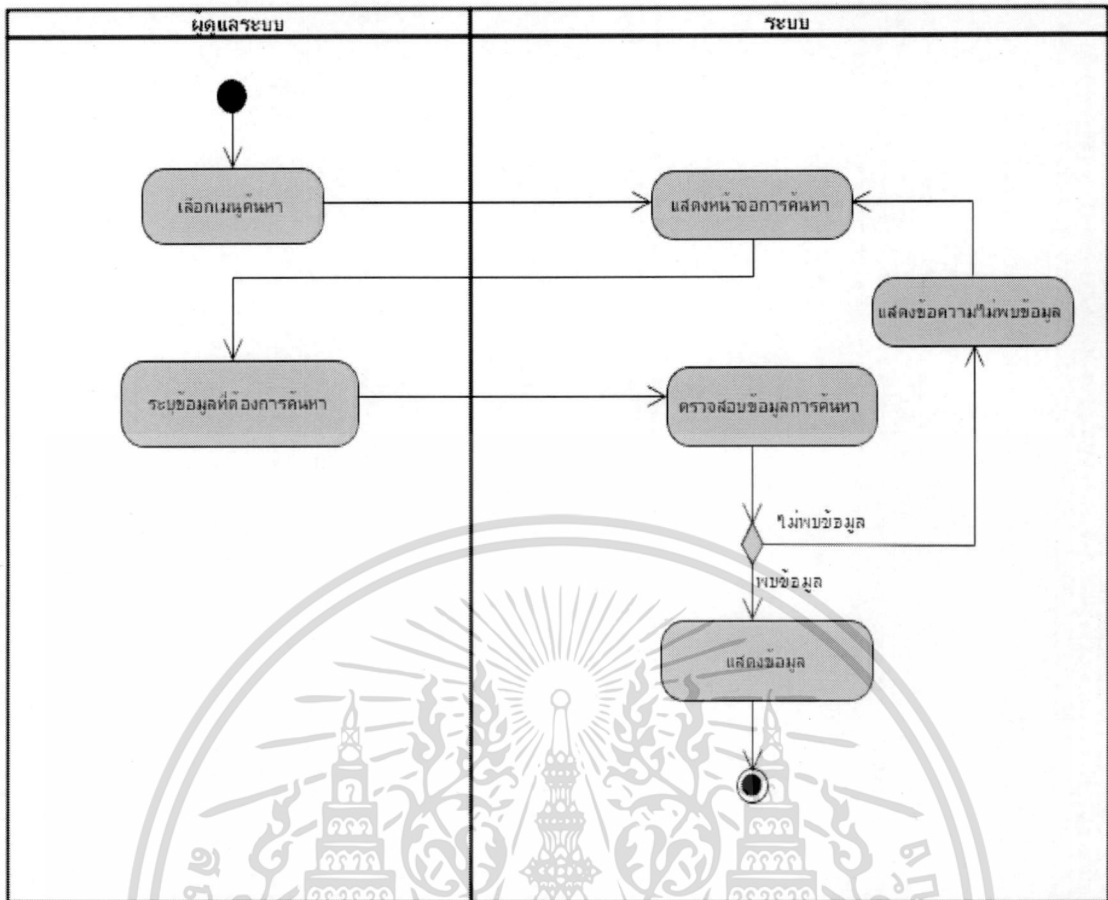 ผู้ดูแลระบบ
ระบบ
เลือกเมนูค้นหา
แสดงหน้าจอการค้นหา
แสดงข้อความไม่พบข้อมูล
ระบุข้อมูลที่ต้องการค้นหา
ตรวจสอบข้อมูลการค้นหา
ไม่พบข้อมูล
พบข้อมูล
แสดงข้อมูล